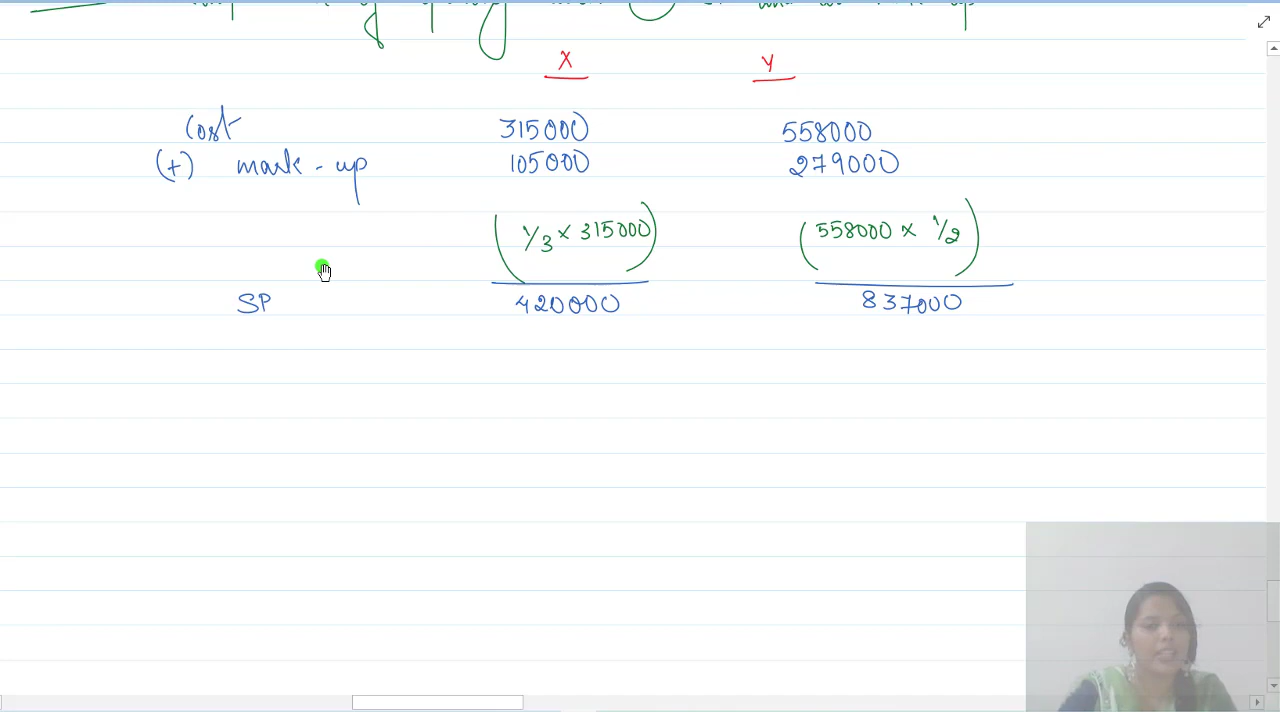 X Y
Cost 315000 558000
(+) mark-up 105000 279000
(1/3 × 315000) (558000 × 1/2)
SP 420000 837000